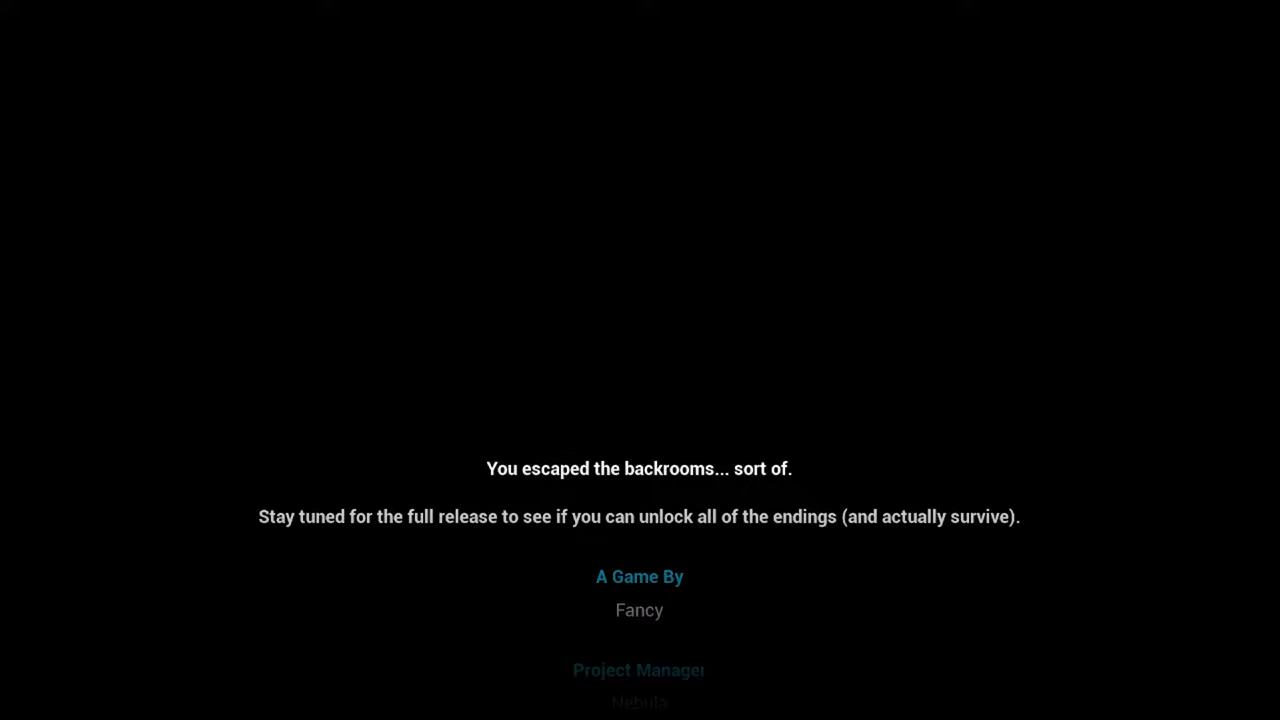 You escaped the backrooms... sort of.
Stay tuned for the full release to see if you can unlock all of the endings (and actually survive).
A Game By
Fancy
Project Manager
Nebula